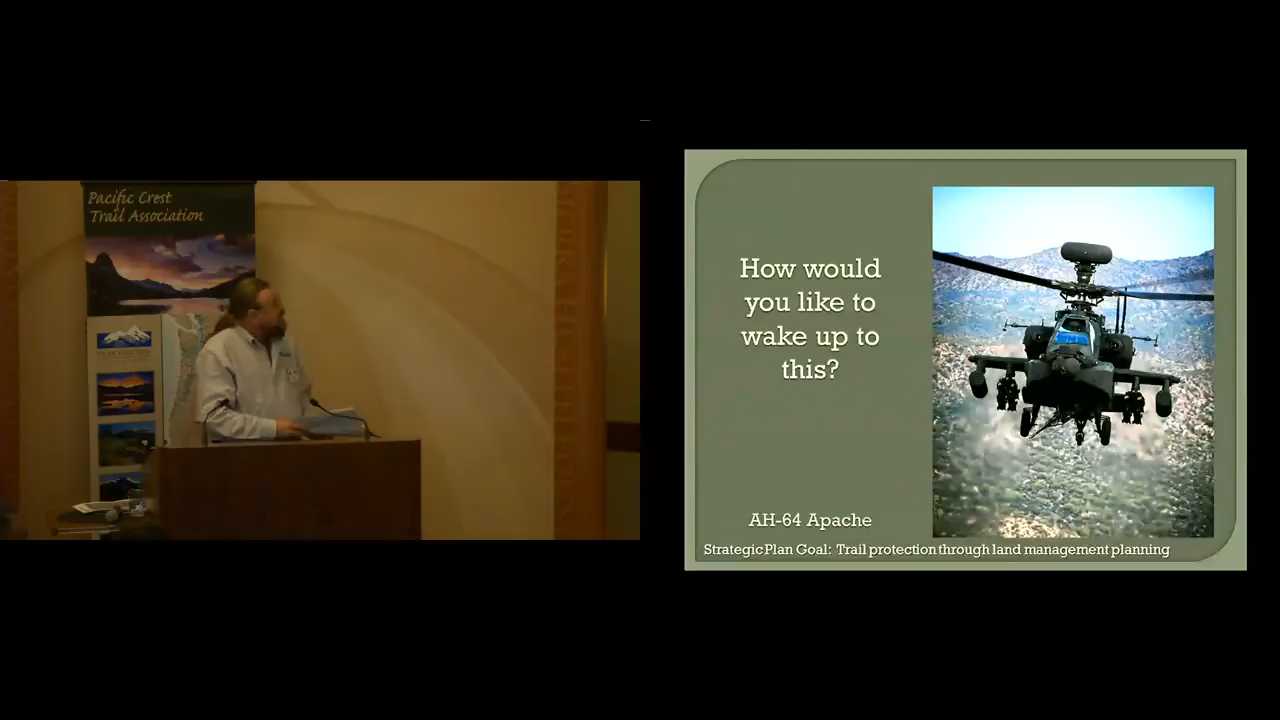 Pacific Crest
Trail Association
How would
you like to
wake up to
this?
AH-64 Apache
Strategic Plan Goal: Trail protection through land management planning